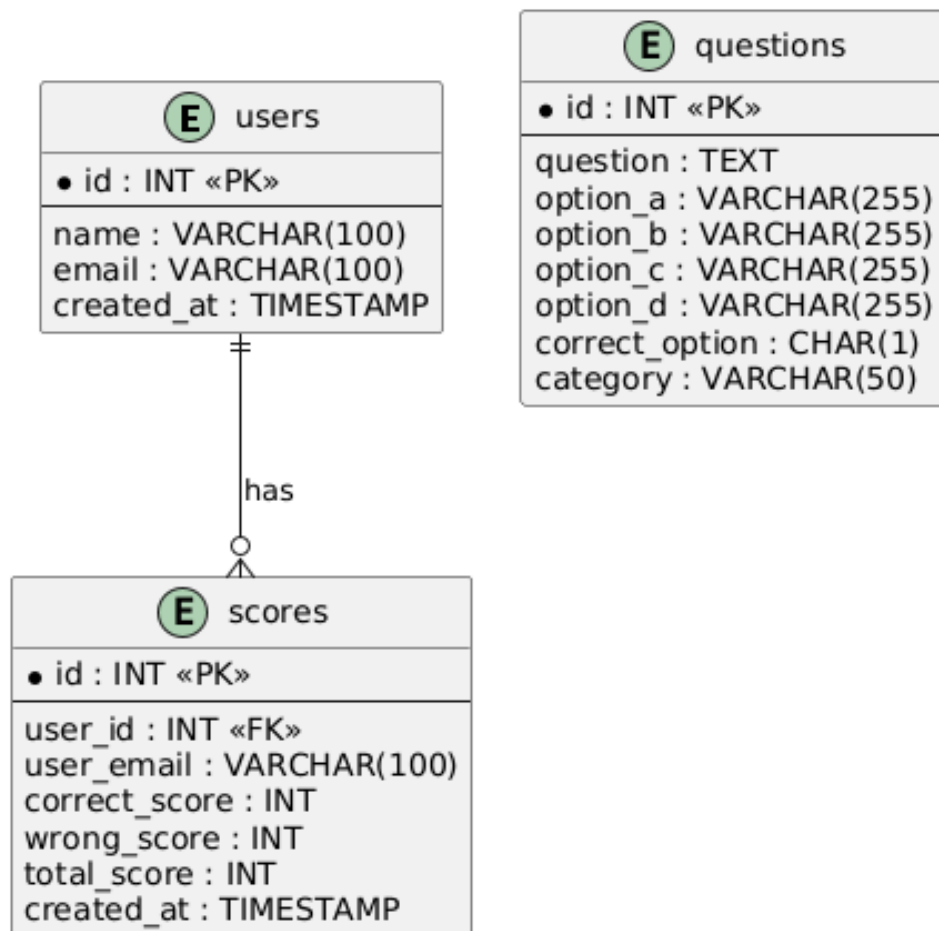 E users
• id : INT «PK»
name : VARCHAR(100)
email : VARCHAR(100)
created_at : TIMESTAMP
E questions
• id : INT «PK»
question : TEXT
option_a : VARCHAR(255)
option_b : VARCHAR(255)
option_c : VARCHAR(255)
option_d : VARCHAR(255)
correct_option : CHAR(1)
category : VARCHAR(50)
has
E scores
• id : INT «PK»
user_id : INT «FK»
user_email : VARCHAR(100)
correct_score : INT
wrong_score : INT
total_score : INT
created_at : TIMESTAMP